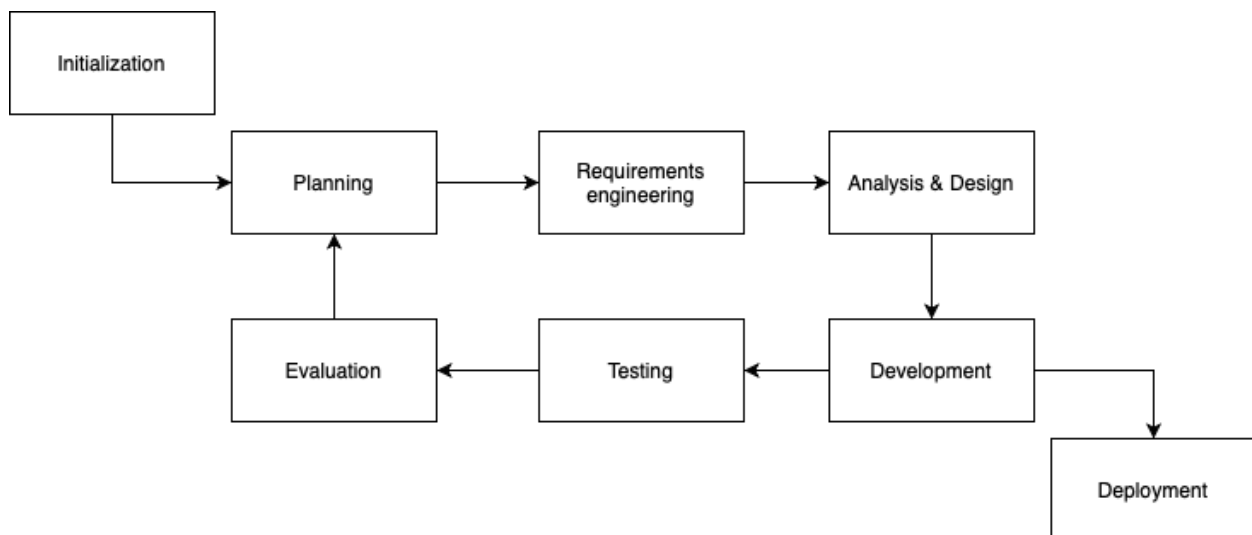 Initialization
Planning
Requirements
engineering
Analysis & Design
Evaluation
Testing
Development
Deployment